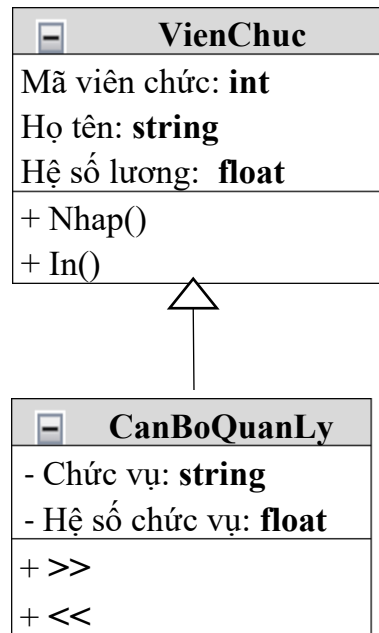 VienChuc
Mã viên chức: int
Họ tên: string
Hệ số lương: float
+ Nhap()
+ In()
CanBoQuanLy
- Chức vụ: string
- Hệ số chức vụ: float
+ >>
+ <<